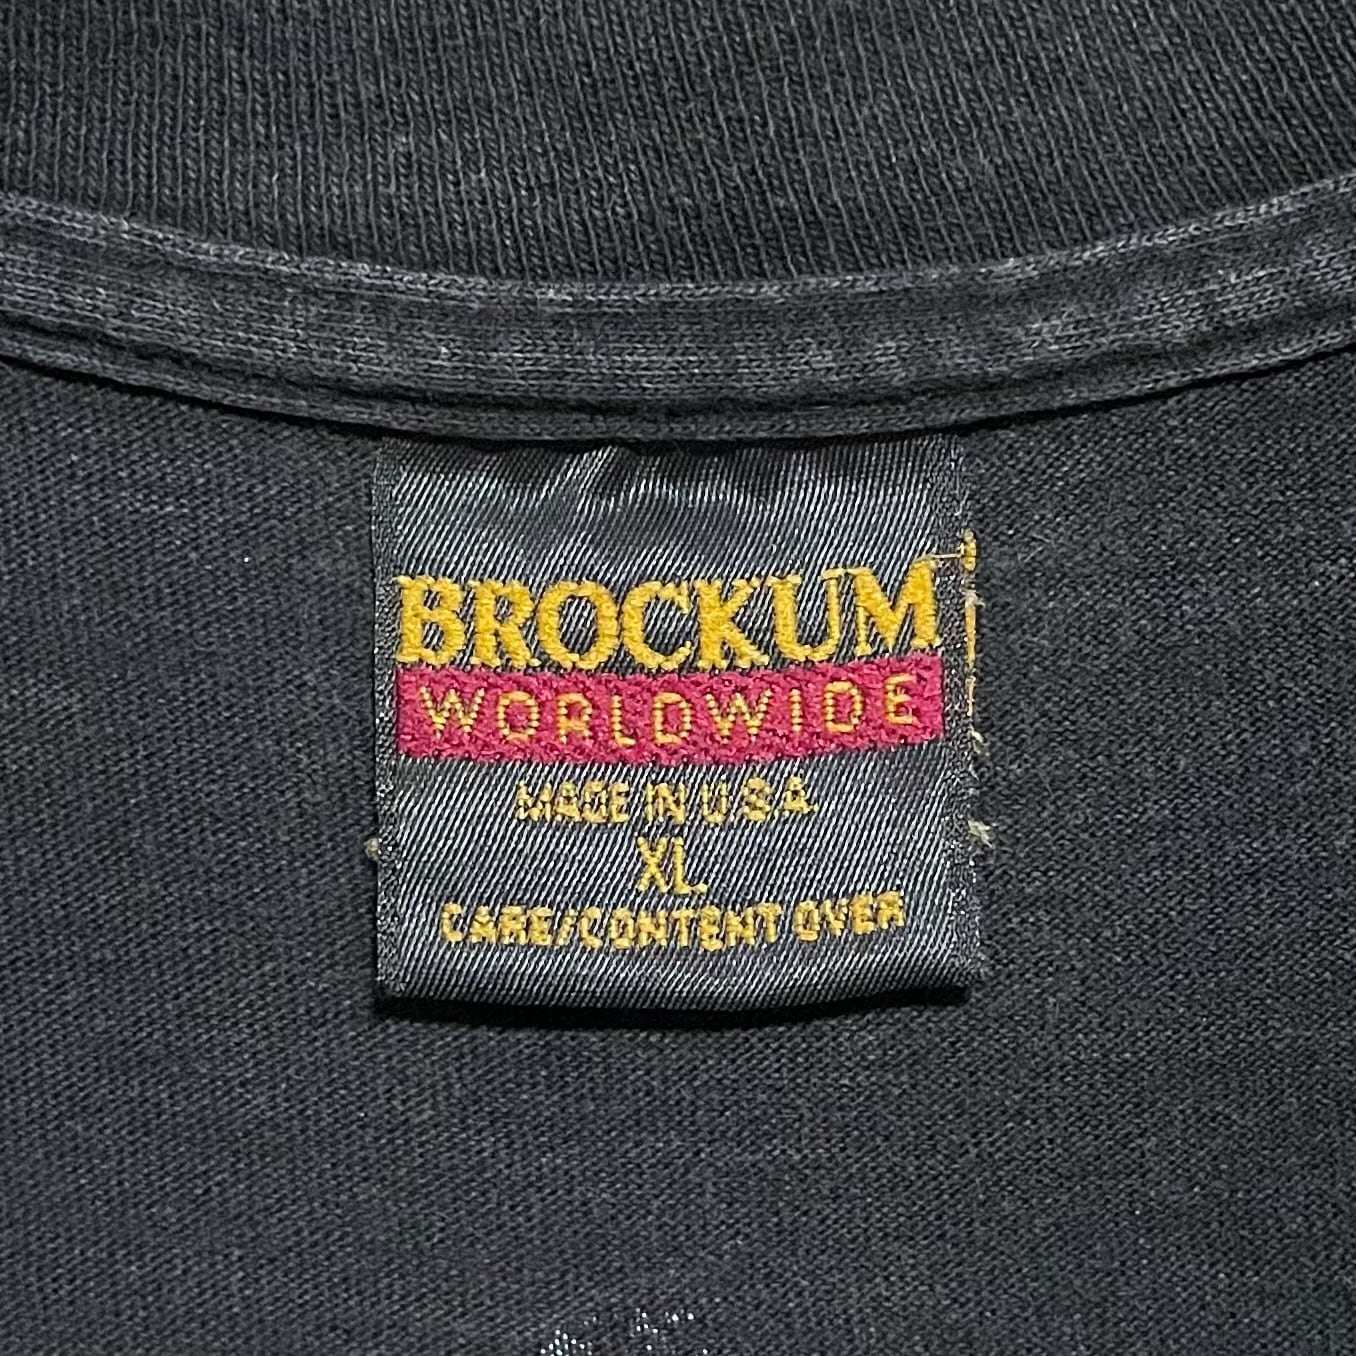 BROCKUM
WORLDWIDE
MADE IN U.S.A.
XL
CARE/CONTENT OVER